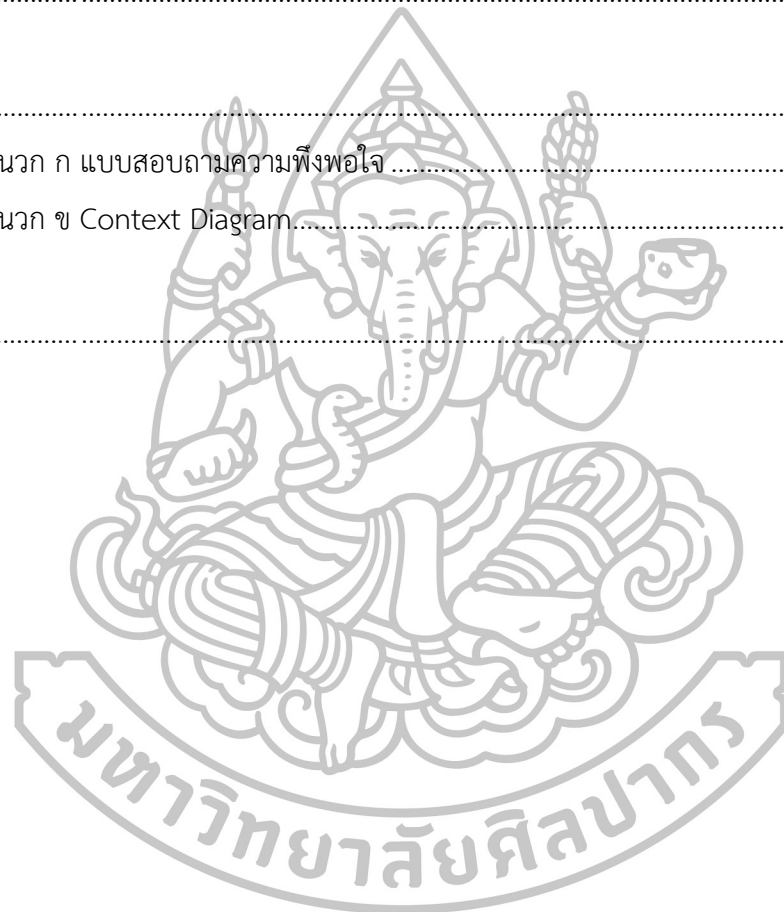 นวก ก แบบสอบถามความพึงพอใจ
นวก ข Context Diagram
มหาวิทยาลัยศิลปากร